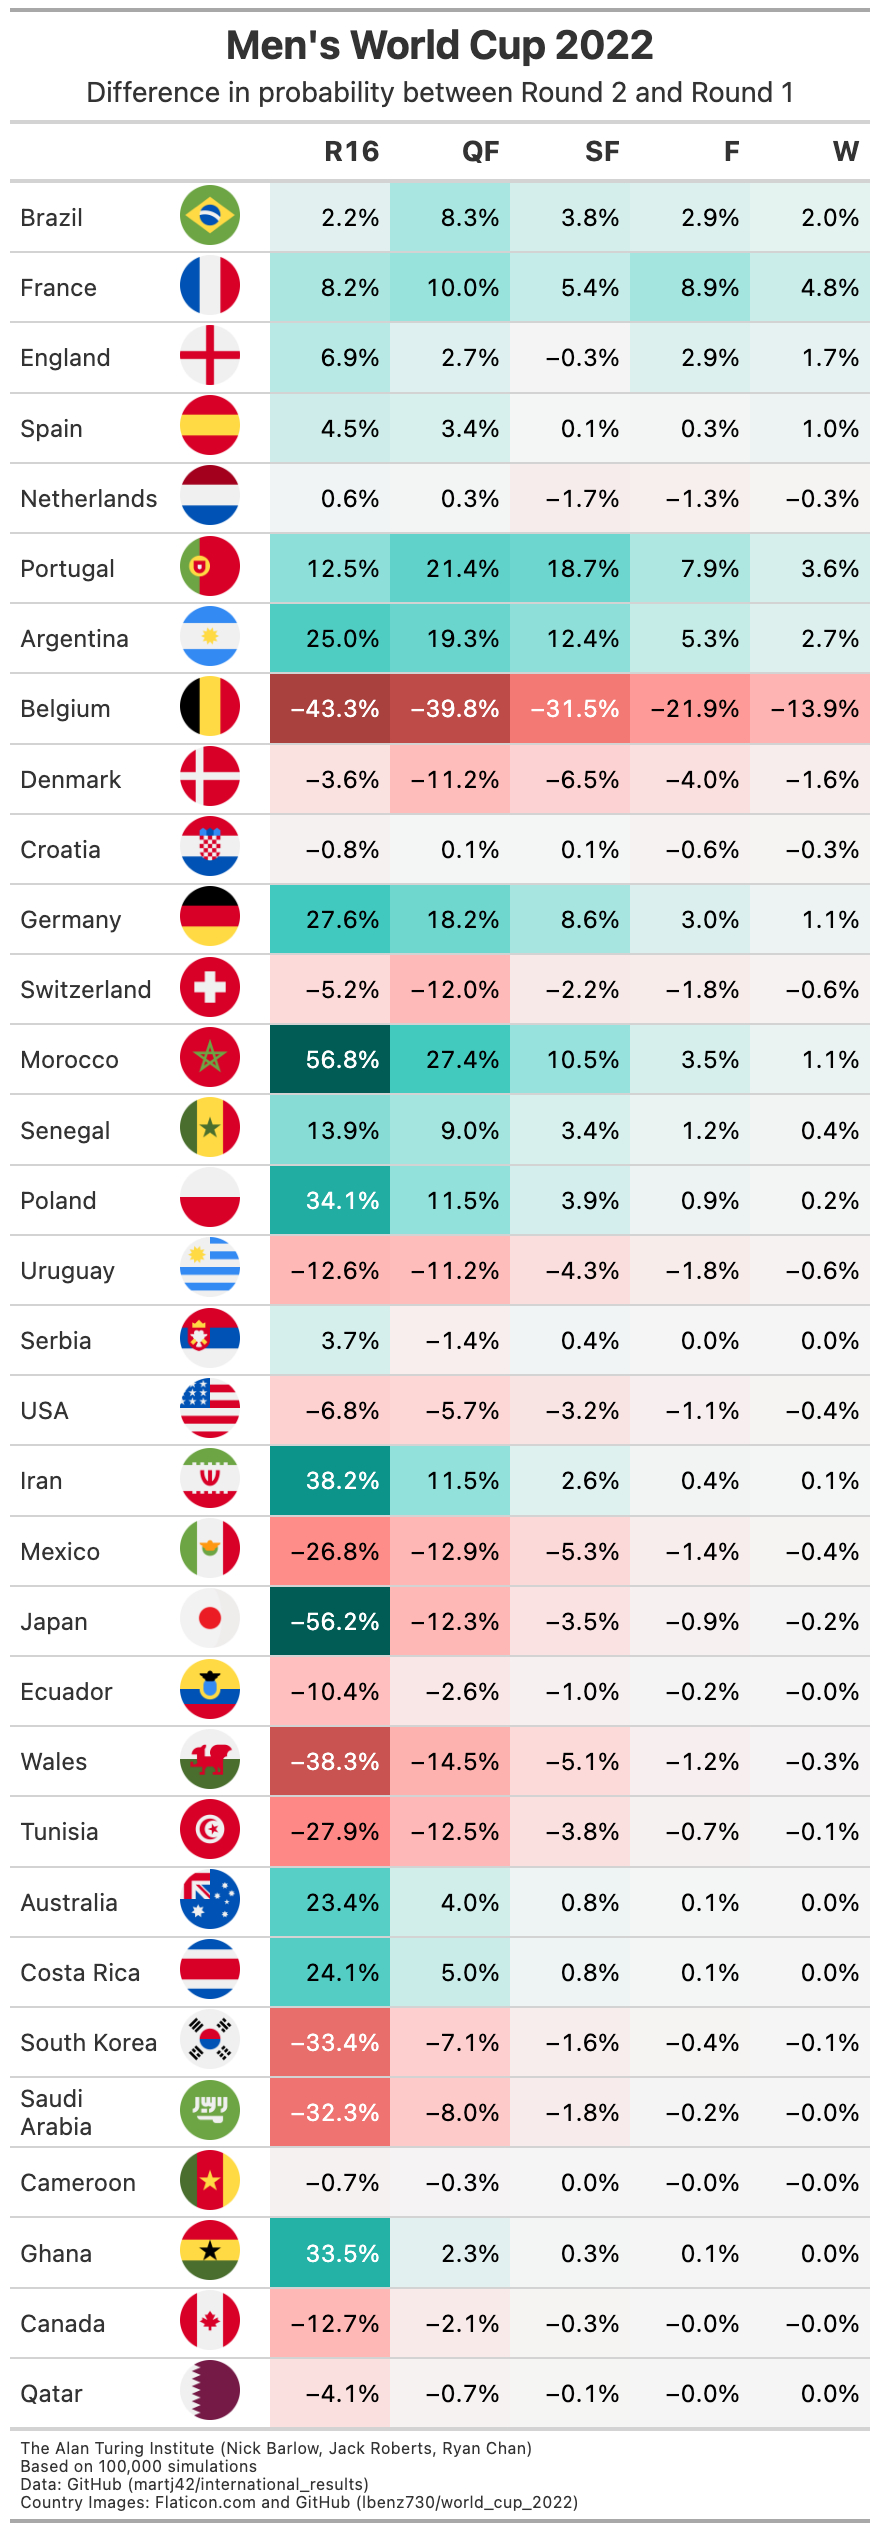 Men's World Cup 2022
Difference in probability between Round 2 and Round 1
R16 QF SF F W
Brazil 2.2% 8.3% 3.8% 2.9% 2.0%
France 8.2% 10.0% 5.4% 8.9% 4.8%
England 6.9% 2.7% −0.3% 2.9% 1.7%
Spain 4.5% 3.4% 0.1% 0.3% 1.0%
Netherlands 0.6% 0.3% −1.7% −1.3% −0.3%
Portugal 12.5% 21.4% 18.7% 7.9% 3.6%
Argentina 25.0% 19.3% 12.4% 5.3% 2.7%
Belgium −43.3% −39.8% −31.5% −21.9% −13.9%
Denmark −3.6% −11.2% −6.5% −4.0% −1.6%
Croatia −0.8% 0.1% 0.1% −0.6% −0.3%
Germany 27.6% 18.2% 8.6% 3.0% 1.1%
Switzerland −5.2% −12.0% −2.2% −1.8% −0.6%
Morocco 56.8% 27.4% 10.5% 3.5% 1.1%
Senegal 13.9% 9.0% 3.4% 1.2% 0.4%
Poland 34.1% 11.5% 3.9% 0.9% 0.2%
Uruguay −12.6% −11.2% −4.3% −1.8% −0.6%
Serbia 3.7% −1.4% 0.4% 0.0% 0.0%
USA −6.8% −5.7% −3.2% −1.1% −0.4%
Iran 38.2% 11.5% 2.6% 0.4% 0.1%
Mexico −26.8% −12.9% −5.3% −1.4% −0.4%
Japan −56.2% −12.3% −3.5% −0.9% −0.2%
Ecuador −10.4% −2.6% −1.0% −0.2% −0.0%
Wales −38.3% −14.5% −5.1% −1.2% −0.3%
Tunisia −27.9% −12.5% −3.8% −0.7% −0.1%
Australia 23.4% 4.0% 0.8% 0.1% 0.0%
Costa Rica 24.1% 5.0% 0.8% 0.1% 0.0%
South Korea −33.4% −7.1% −1.6% −0.4% −0.1%
Saudi
Arabia −32.3% −8.0% −1.8% −0.2% −0.0%
Cameroon −0.7% −0.3% 0.0% −0.0% −0.0%
Ghana 33.5% 2.3% 0.3% 0.1% 0.0%
Canada −12.7% −2.1% −0.3% −0.0% −0.0%
Qatar −4.1% −0.7% −0.1% −0.0% 0.0%
The Alan Turing Institute (Nick Barlow, Jack Roberts, Ryan Chan)
Based on 100,000 simulations
Data: GitHub (martj42/international_results)
Country Images: Flaticon.com and GitHub (lbenz730/world_cup_2022)